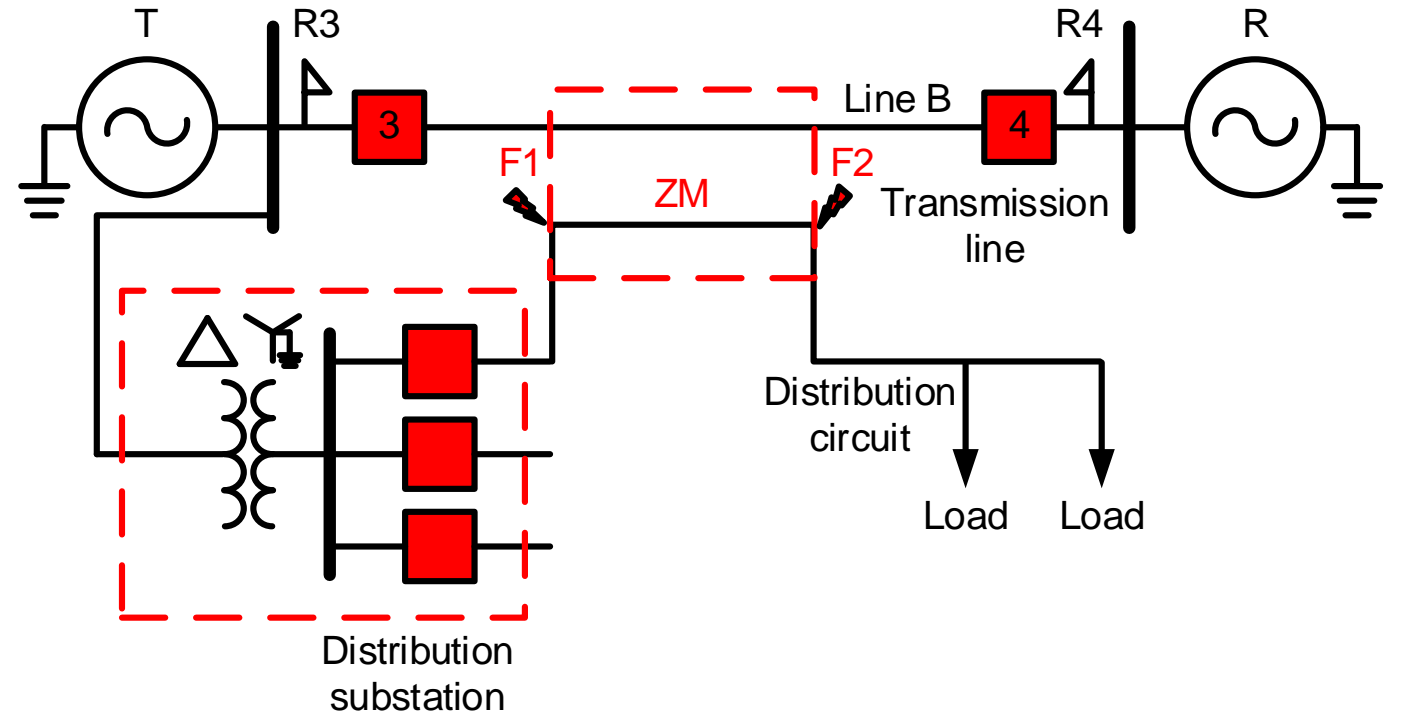 T
R3
R4
R
3
Line B
4
F1
ZM
F2
Transmission
line
Distribution
circuit
Load
Load
Distribution
substation